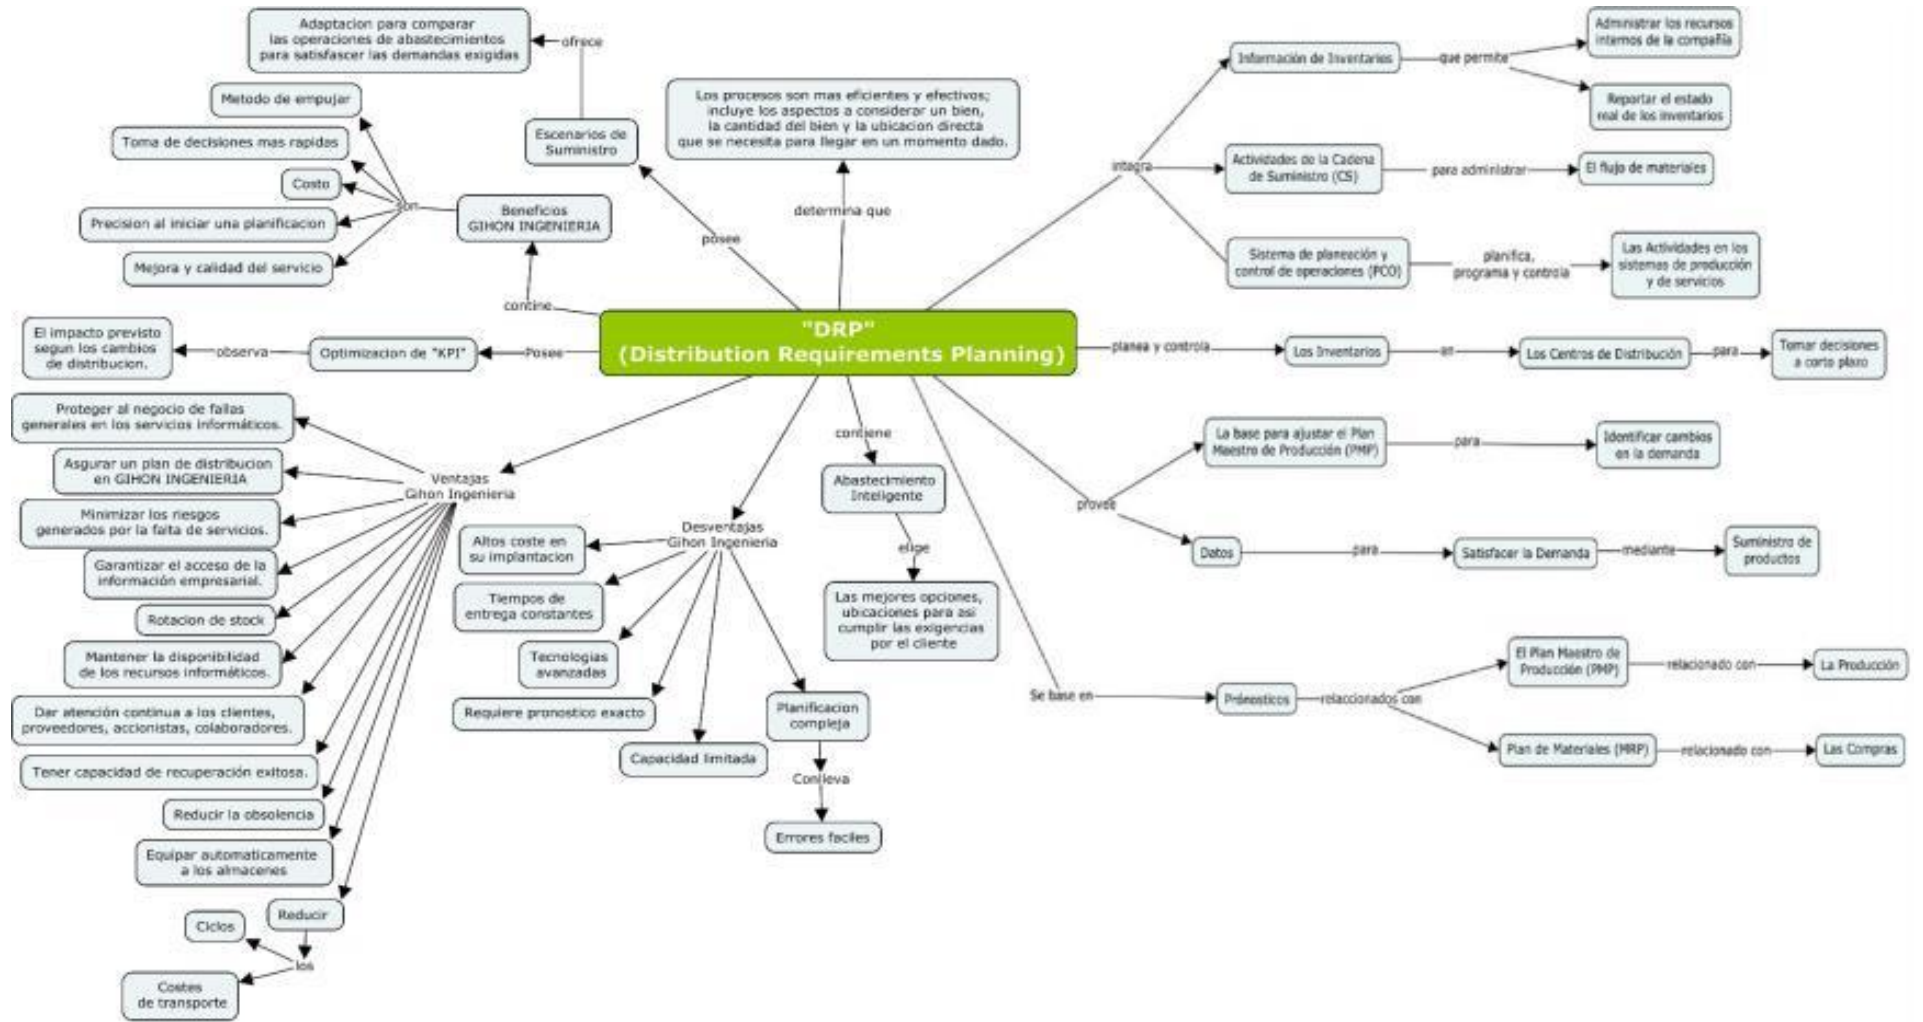 Adaptacion para comparar
las operaciones de abastecimientos
para satisfascer las demandas exigidas
ofrece
Metodo de empujar
Toma de decisiones mas rapidas
Costo
Precision al iniciar una planificacion
Mejora y calidad del servicio
son
Beneficios
GIHON INGENIERIA
contine
Escenarios de
Suministro
posee
Los procesos son mas eficientes y efectivos;
incluye los aspectos a considerar un bien,
la cantidad del bien y la ubicacion directa
que se necesita para llegar en un momento dado.
determina que
integra
Información de Inventarios
que permite
Administrar los recursos
internos de la compañía
Reportar el estado
real de los inventarios
Actividades de la Cadena
de Suministro (CS)
para administrar
El flujo de materiales
Sistema de planeación y
control de operaciones (PCO)
planifica,
programa y controla
Las Actividades en los
sistemas de producción
y de servicios
"DRP"
(Distribution Requirements Planning)
Posee
Optimizacion de "KPI"
observa
El impacto previsto
segun los cambios
de distribucion.
planea y controla
Los Inventarios
en
Los Centros de Distribución
para
Tomar decisiones
a corto plazo
Ventajas
Gihon Ingenieria
Proteger al negocio de fallas
generales en los servicios informáticos.
Asgurar un plan de distribucion
en GIHON INGENIERIA
Minimizar los riesgos
generados por la falta de servicios.
Garantizar el acceso de la
información empresarial.
Rotacion de stock
Mantener la disponibilidad
de los recursos informáticos.
Dar atención continua a los clientes,
proveedores, accionistas, colaboradores.
Tener capacidad de recuperación exitosa.
Reducir la obsolencia
Equipar automaticamente
a los almacenes
Reducir
los
Ciclos
Costes
de transporte
Desventajas
Gihon Ingenieria
Altos coste en
su implantacion
Tiempos de
entrega constantes
Tecnologias
avanzadas
Requiere pronostico exacto
Capacidad limitada
Planificacion
compleja
Conlleva
Errores faciles
contiene
Abastecimiento
Inteligente
elige
Las mejores opciones,
ubicaciones para asi
cumplir las exigencias
por el cliente
provee
La base para ajustar el Plan
Maestro de Producción (PMP)
para
Identificar cambios
en la demanda
Datos
para
Satisfacer la Demanda
mediante
Suministro de
productos
Se base en
Prónosticos
relaccionados con
El Plan Maestro de
Producción (PMP)
relacionado con
La Producción
Plan de Materiales (MRP)
relacionado con
Las Compras